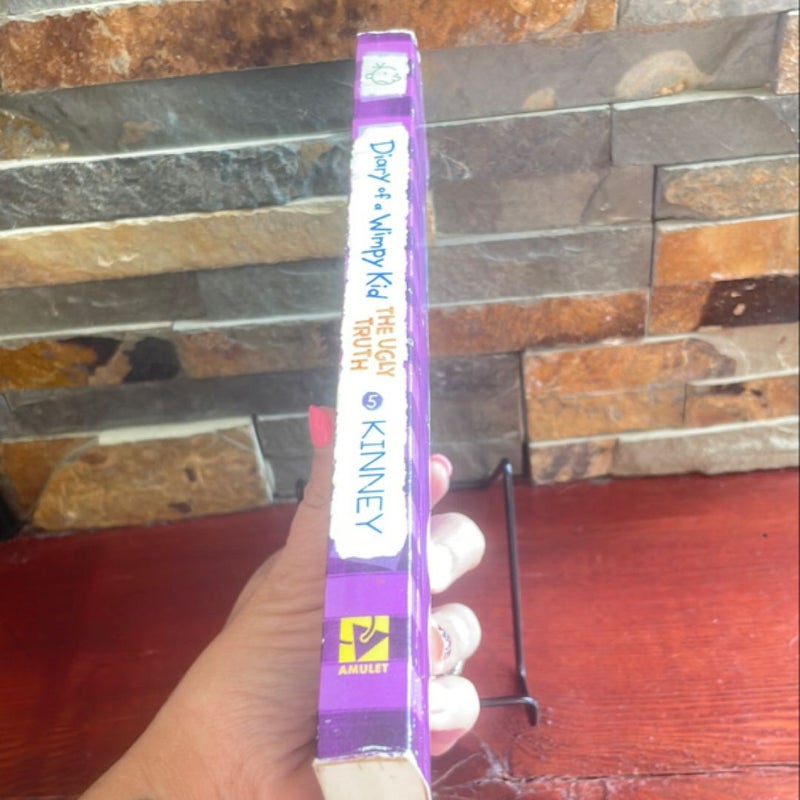 Diary of a Wimpy Kid
THE UGLY
TRUTH
5
KINNEY
AMULET